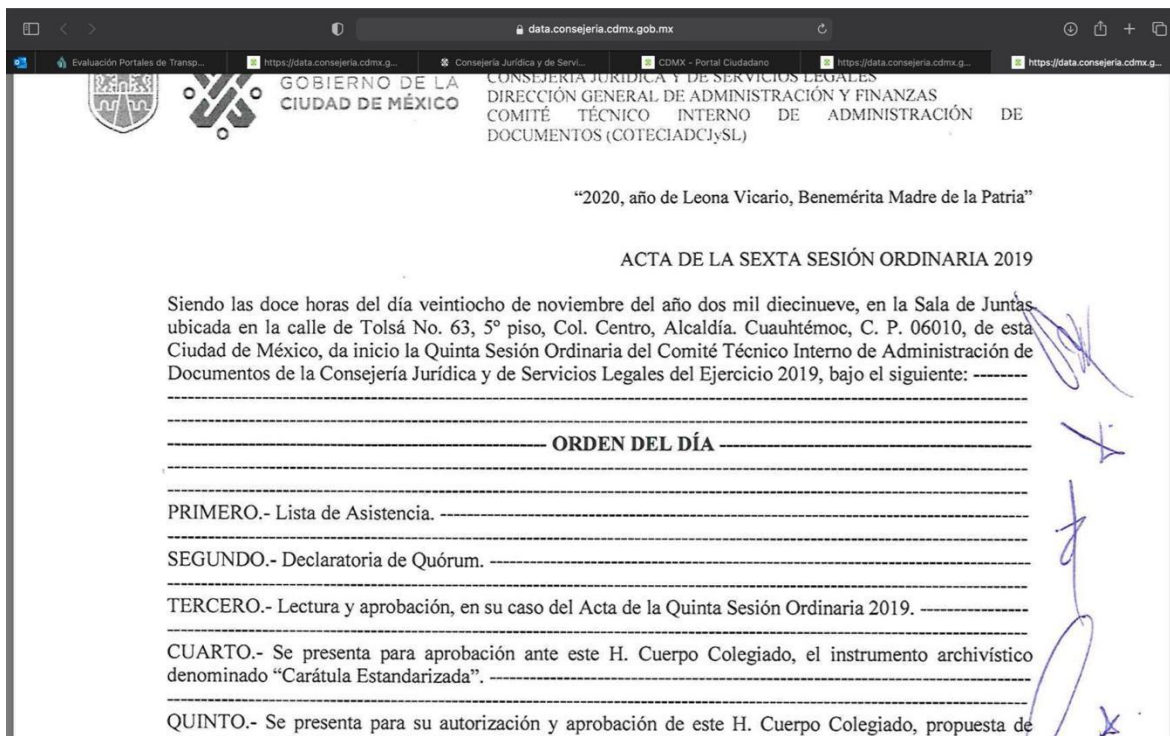 data.consejeria.cdmx.gob.mx
Evaluación Portales de Transp...
https://data.consejeria.cdmx.g...
Consejería Jurídica y de Servi...
CDMX - Portal Ciudadano
https://data.consejeria.cdmx.g...
https://data.consejeria.cdmx.g...
GOBIERNO DE LA
CIUDAD DE MÉXICO
CONSEJERÍA JURÍDICA Y DE SERVICIOS LEGALES
DIRECCIÓN GENERAL DE ADMINISTRACIÓN Y FINANZAS
COMITÉ TÉCNICO INTERNO DE ADMINISTRACIÓN DE
DOCUMENTOS (COTECIADCJySL)
“2020, año de Leona Vicario, Benemérita Madre de la Patria”
ACTA DE LA SEXTA SESIÓN ORDINARIA 2019
Siendo las doce horas del día veintiocho de noviembre del año dos mil diecinueve, en la Sala de Juntas
ubicada en la calle de Tolsá No. 63, 5º piso, Col. Centro, Alcaldía. Cuauhtémoc, C. P. 06010, de esta
Ciudad de México, da inicio la Quinta Sesión Ordinaria del Comité Técnico Interno de Administración de
Documentos de la Consejería Jurídica y de Servicios Legales del Ejercicio 2019, bajo el siguiente: --------
ORDEN DEL DÍA
PRIMERO.- Lista de Asistencia.
SEGUNDO.- Declaratoria de Quórum.
TERCERO.- Lectura y aprobación, en su caso del Acta de la Quinta Sesión Ordinaria 2019.
CUARTO.- Se presenta para aprobación ante este H. Cuerpo Colegiado, el instrumento archivístico
denominado “Carátula Estandarizada”.
QUINTO.- Se presenta para su autorización y aprobación de este H. Cuerpo Colegiado, propuesta de